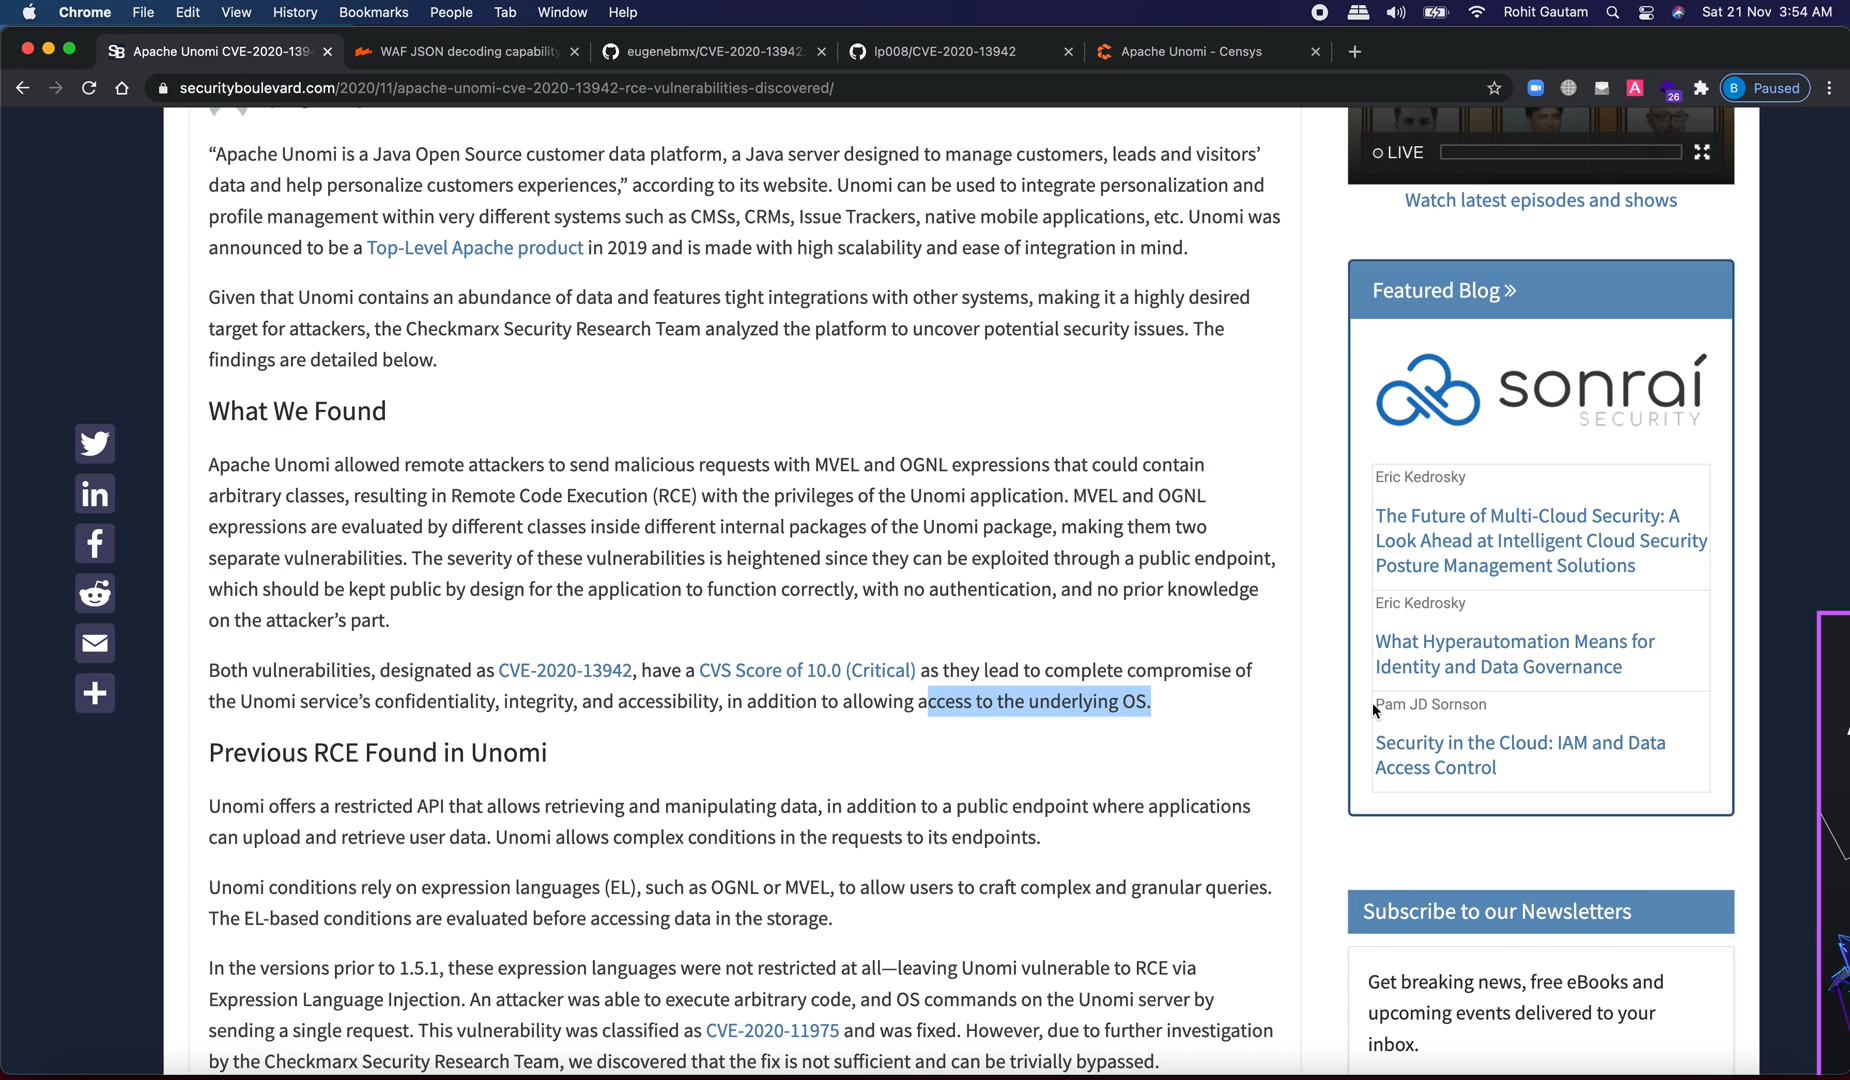 Chrome File Edit View History Bookmarks People Tab Window Help Rohit Gautam Sat 21 Nov 3:54 AM
Apache Unomi CVE-2020-139 WAF JSON decoding capability eugenebmx/CVE-2020-13942: lp008/CVE-2020-13942 Apache Unomi - Censys
securityboulevard.com/2020/11/apache-unomi-cve-2020-13942-rce-vulnerabilities-discovered/ A 26 B Paused
“Apache Unomi is a Java Open Source customer data platform, a Java server designed to manage customers, leads and visitors’
data and help personalize customers experiences,” according to its website. Unomi can be used to integrate personalization and
profile management within very different systems such as CMSs, CRMs, Issue Trackers, native mobile applications, etc. Unomi was
announced to be a Top-Level Apache product in 2019 and is made with high scalability and ease of integration in mind.
Given that Unomi contains an abundance of data and features tight integrations with other systems, making it a highly desired
target for attackers, the Checkmarx Security Research Team analyzed the platform to uncover potential security issues. The
findings are detailed below.
What We Found
Apache Unomi allowed remote attackers to send malicious requests with MVEL and OGNL expressions that could contain
arbitrary classes, resulting in Remote Code Execution (RCE) with the privileges of the Unomi application. MVEL and OGNL
expressions are evaluated by different classes inside different internal packages of the Unomi package, making them two
separate vulnerabilities. The severity of these vulnerabilities is heightened since they can be exploited through a public endpoint,
which should be kept public by design for the application to function correctly, with no authentication, and no prior knowledge
on the attacker’s part.
Both vulnerabilities, designated as CVE-2020-13942, have a CVS Score of 10.0 (Critical) as they lead to complete compromise of
the Unomi service’s confidentiality, integrity, and accessibility, in addition to allowing access to the underlying OS.
Previous RCE Found in Unomi
Unomi offers a restricted API that allows retrieving and manipulating data, in addition to a public endpoint where applications
can upload and retrieve user data. Unomi allows complex conditions in the requests to its endpoints.
Unomi conditions rely on expression languages (EL), such as OGNL or MVEL, to allow users to craft complex and granular queries.
The EL-based conditions are evaluated before accessing data in the storage.
In the versions prior to 1.5.1, these expression languages were not restricted at all—leaving Unomi vulnerable to RCE via
Expression Language Injection. An attacker was able to execute arbitrary code, and OS commands on the Unomi server by
sending a single request. This vulnerability was classified as CVE-2020-11975 and was fixed. However, due to further investigation
by the Checkmarx Security Research Team, we discovered that the fix is not sufficient and can be trivially bypassed.
LIVE
Watch latest episodes and shows
Featured Blog »
sonraí
SECURITY
Eric Kedrosky
The Future of Multi-Cloud Security: A
Look Ahead at Intelligent Cloud Security
Posture Management Solutions
Eric Kedrosky
What Hyperautomation Means for
Identity and Data Governance
Pam JD Sornson
Security in the Cloud: IAM and Data
Access Control
Subscribe to our Newsletters
Get breaking news, free eBooks and
upcoming events delivered to your
inbox.